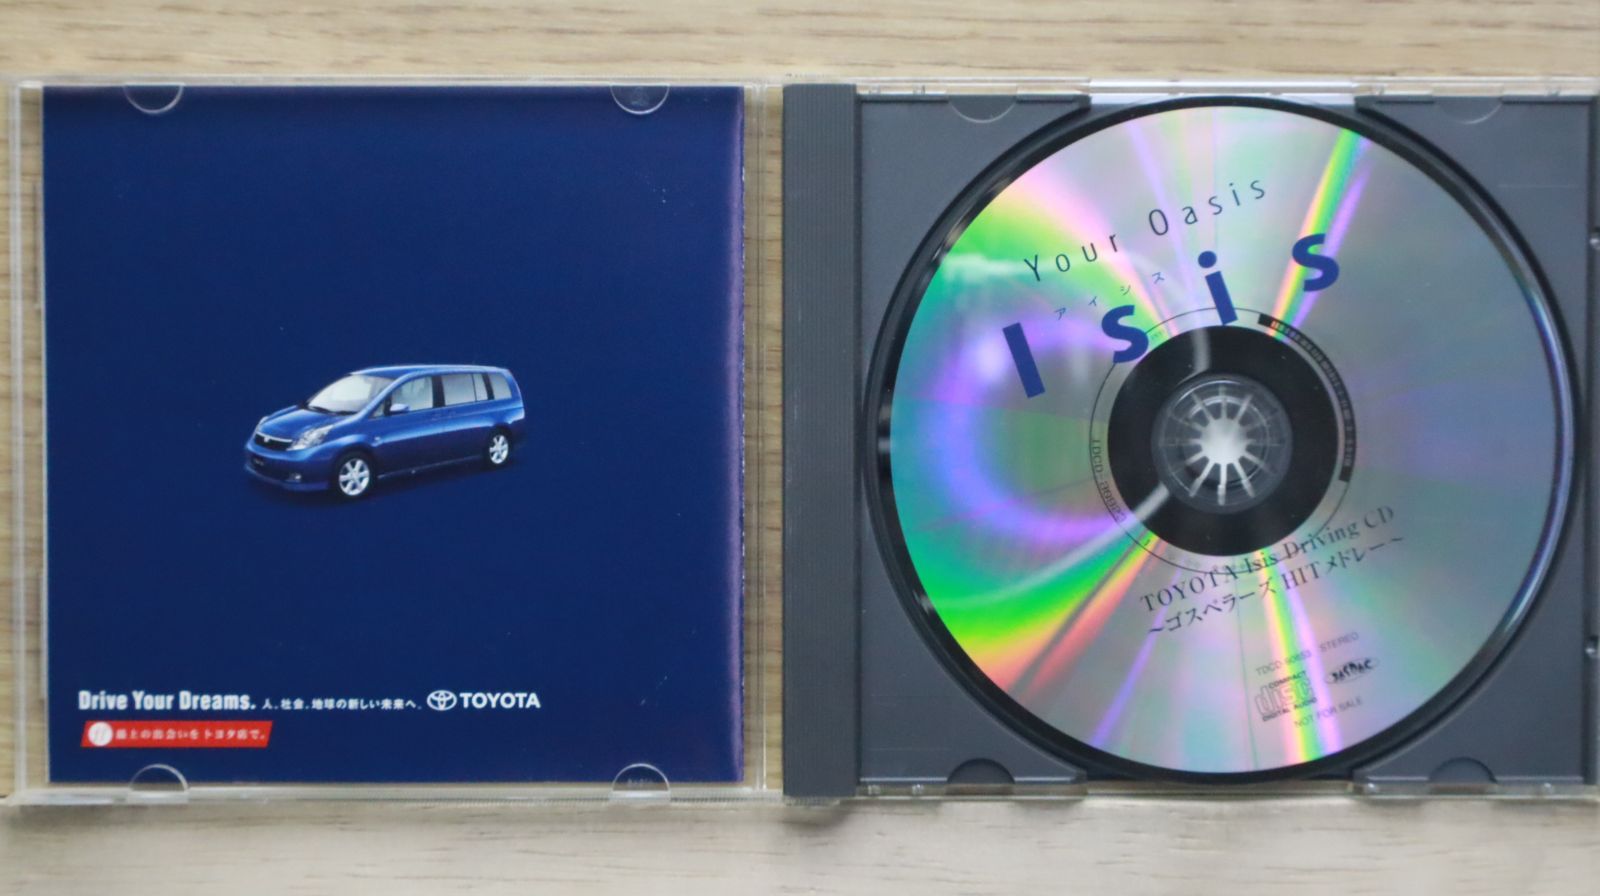 Drive Your Dreams. 人、社会、地球の新しい未来へ。 TOYOTA
最上の出会いを トヨタ店で。
Your Oasis
アイシス
Isis
TOYOTA Isis Driving CD
～ゴスペラーズ HITメドレー～
TDCD-90653 STEREO
COMPACT
disc
DIGITAL AUDIO
NOT FOR SALE